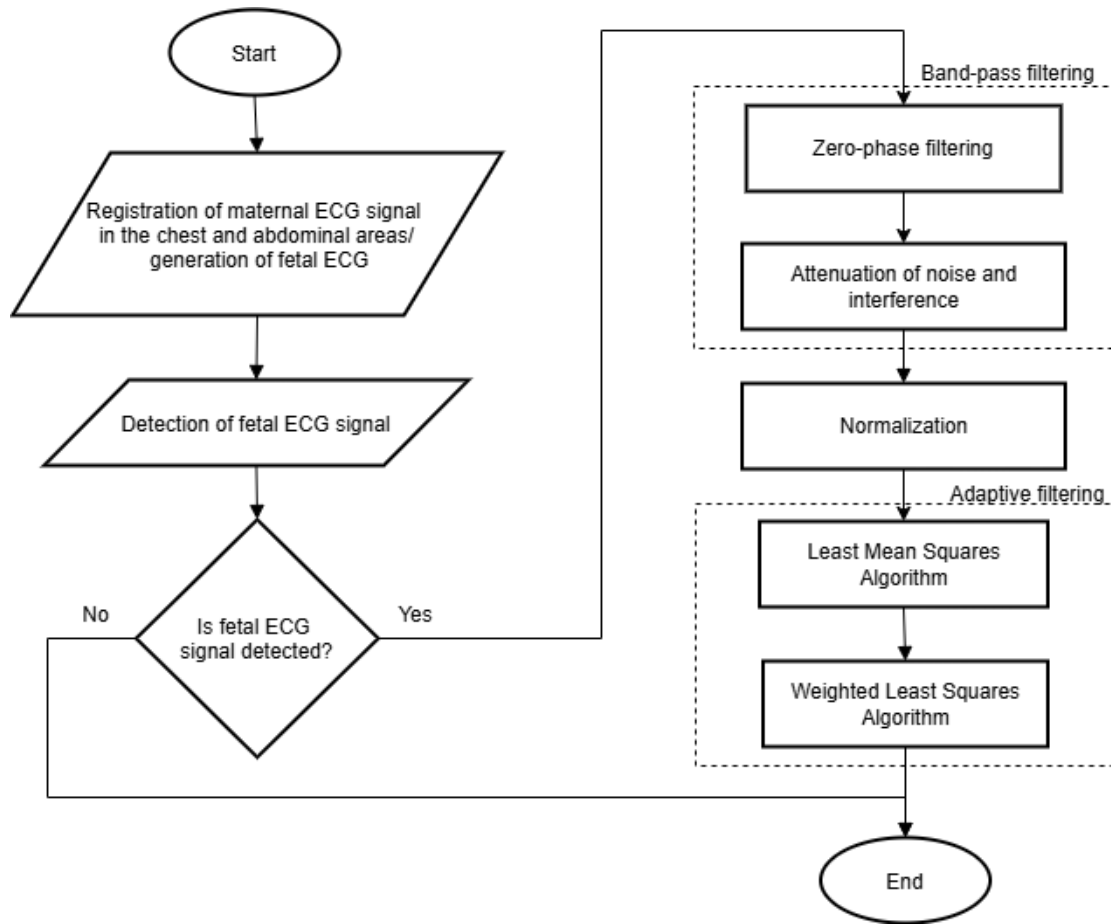 Start
Registration of maternal ECG signal
in the chest and abdominal areas/
generation of fetal ECG
Detection of fetal ECG signal
Is fetal ECG
signal detected?
No
Yes
Band-pass filtering
Zero-phase filtering
Attenuation of noise and
interference
Normalization
Adaptive filtering
Least Mean Squares
Algorithm
Weighted Least Squares
Algorithm
End